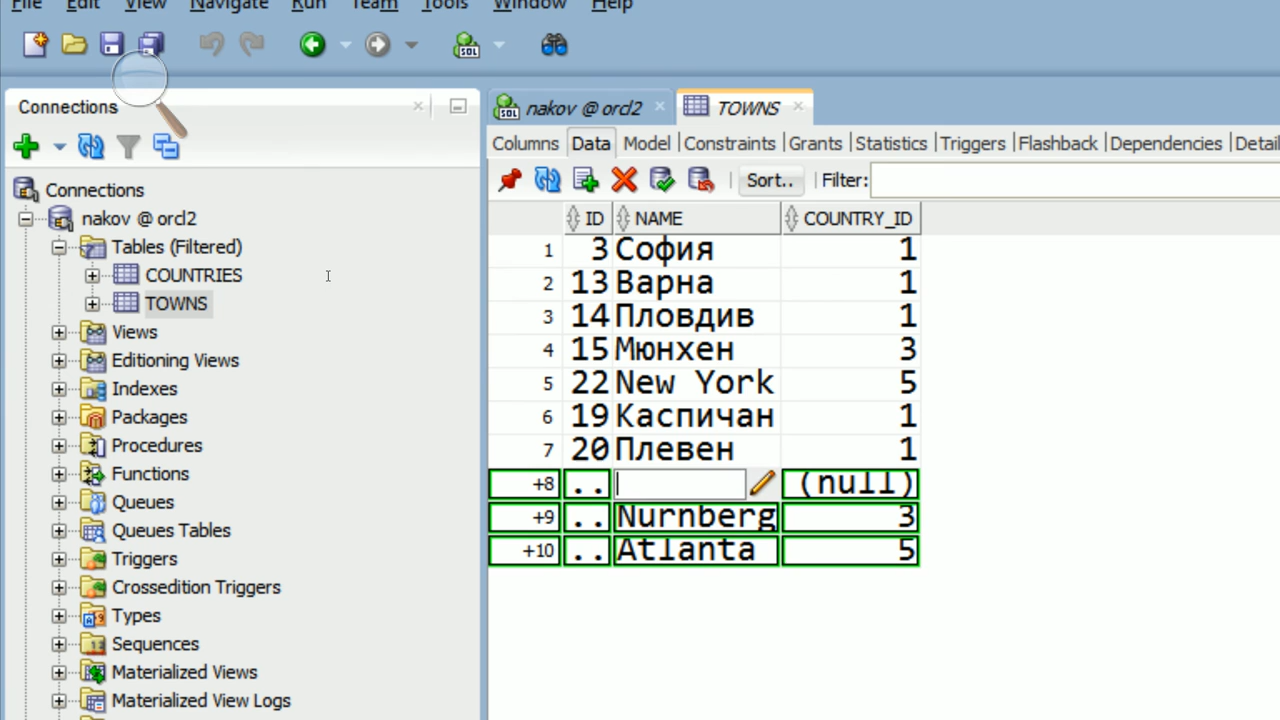 File Edit View Navigate Run Team Tools Window Help
SQL
Connections
nakov @ orcl2 TOWNS
Columns Data Model Constraints Grants Statistics Triggers Flashback Dependencies
Sort.. Filter:
Connections
nakov @ orcl2
Tables (Filtered)
COUNTRIES
TOWNS
Views
Editioning Views
Indexes
Packages
Procedures
Functions
Queues
Queues Tables
Triggers
Crossedition Triggers
Types
Sequences
Materialized Views
Materialized View Logs
ID NAME COUNTRY_ID
1 3 София 1
2 13 Варна 1
3 14 Пловдив 1
4 15 Мюнхен 3
5 22 New York 5
6 19 Каспичан 1
7 20 Плевен 1
+8 .. (null)
+9 .. Nurnberg 3
+10 .. Atlanta 5